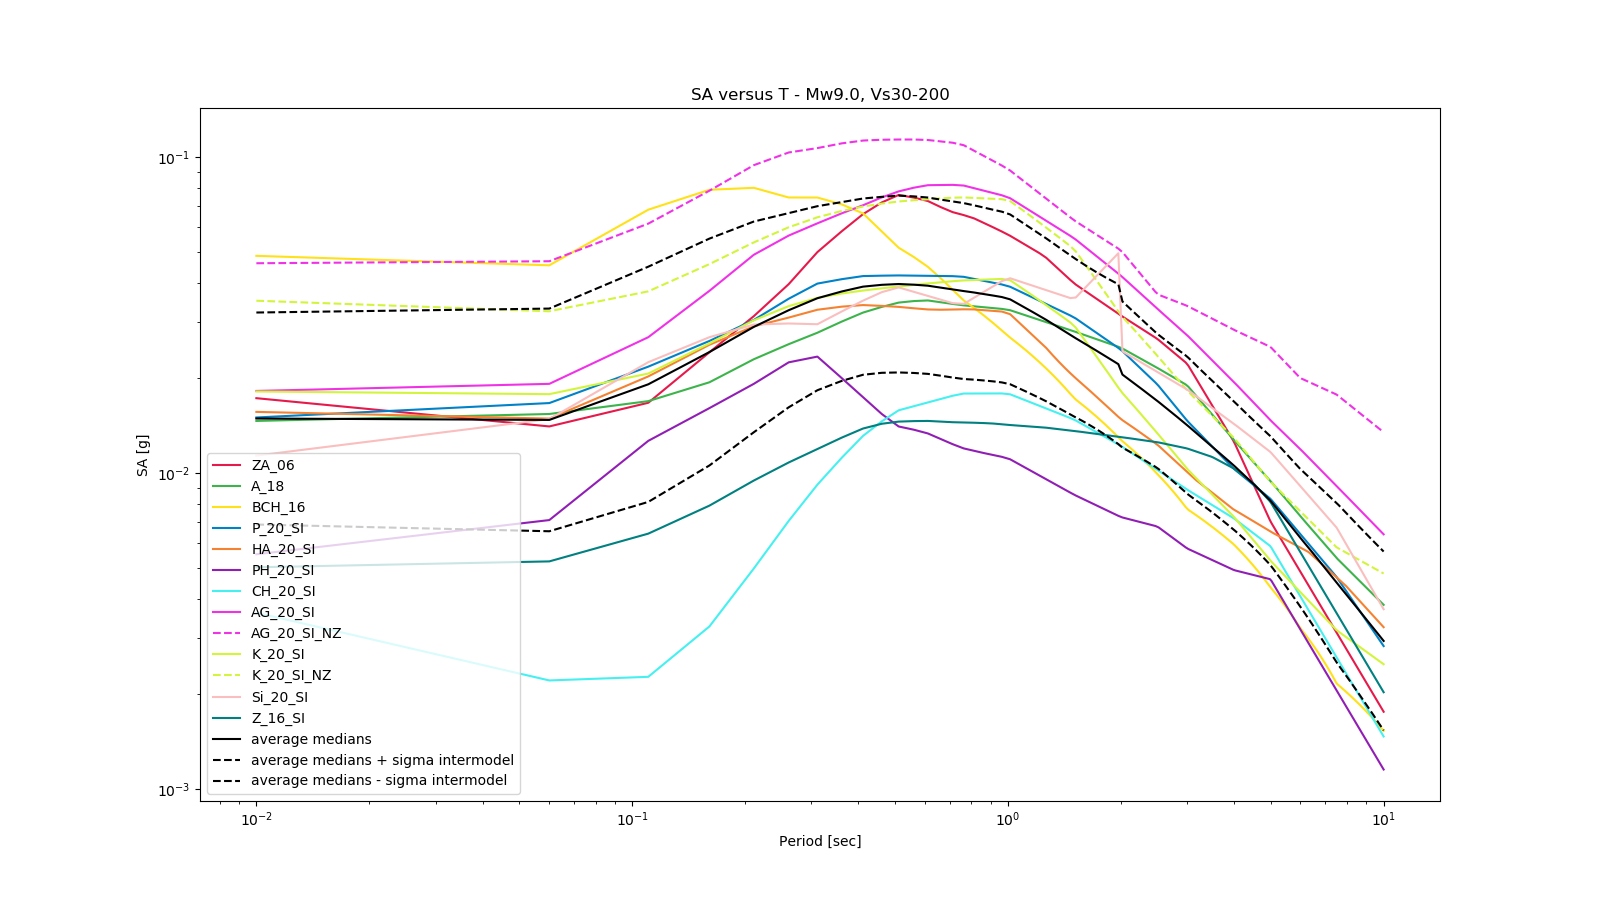 SA versus T - Mw9.0, Vs30-200
SA [g]
10⁻¹
10⁻²
10⁻³
ZA_06
A_18
BCH_16
P_20_SI
HA_20_SI
PH_20_SI
CH_20_SI
AG_20_SI
AG_20_SI_NZ
K_20_SI
K_20_SI_NZ
Si_20_SI
Z_16_SI
average medians
average medians + sigma intermodel
average medians - sigma intermodel
10⁻² 10⁻¹ 10⁰ 10¹
Period [sec]